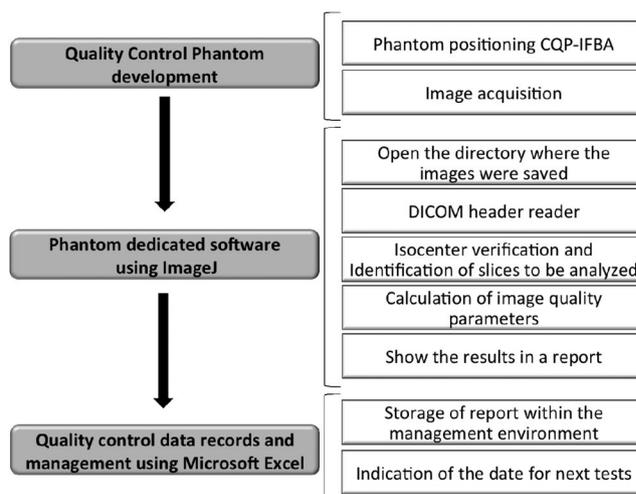 Quality Control Phantom
development
Phantom positioning CQP-IFBA
Image acquisition
Phantom dedicated software
using ImageJ
Open the directory where the
images were saved
DICOM header reader
Isocenter verification and
Identification of slices to be analyzed
Calculation of image quality
parameters
Show the results in a report
Quality control data records and
management using Microsoft Excel
Storage of report within the
management environment
Indication of the date for next tests